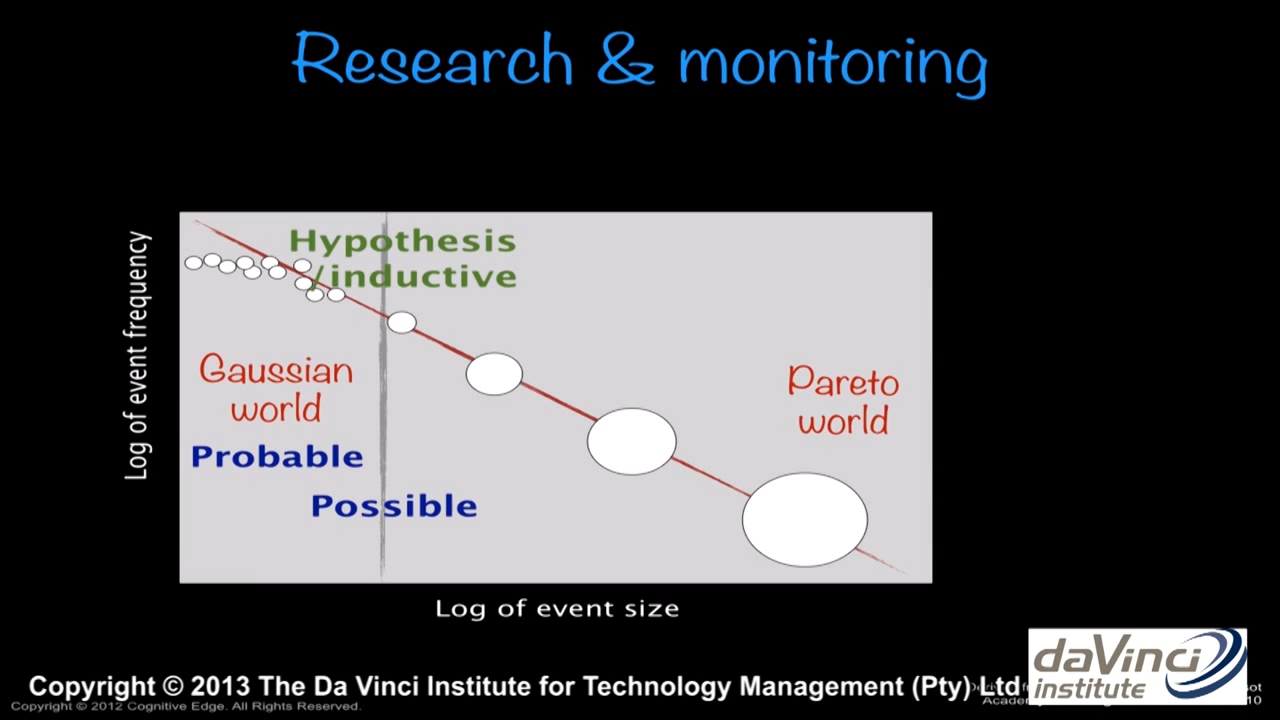 Research & monitoring
Log of event frequency
Hypothesis
/inductive
Gaussian
world
Pareto
world
Probable
Possible
Log of event size
daVinci
institute
Copyright © 2013 The Da Vinci Institute for Technology Management (Pty) Ltd
Copyright © 2012 Cognitive Edge. All Rights Reserved.